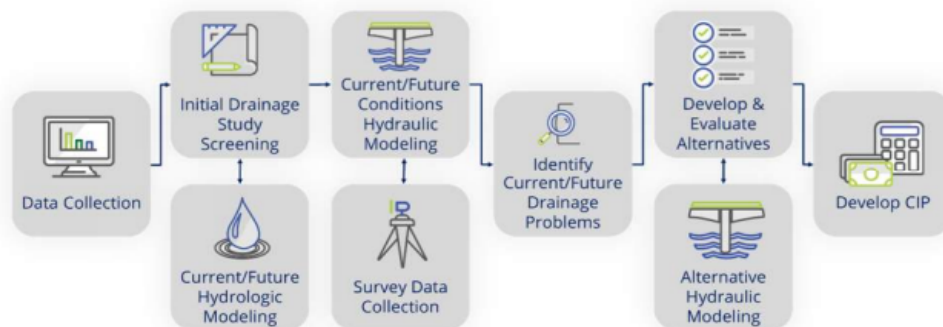 Data Collection
Initial Drainage
Study
Screening
Current/Future
Hydrologic
Modeling
Current/Future
Conditions
Hydraulic
Modeling
Survey Data
Collection
Identify
Current/Future
Drainage
Problems
Develop &
Evaluate
Alternatives
Alternative
Hydraulic
Modeling
Develop CIP